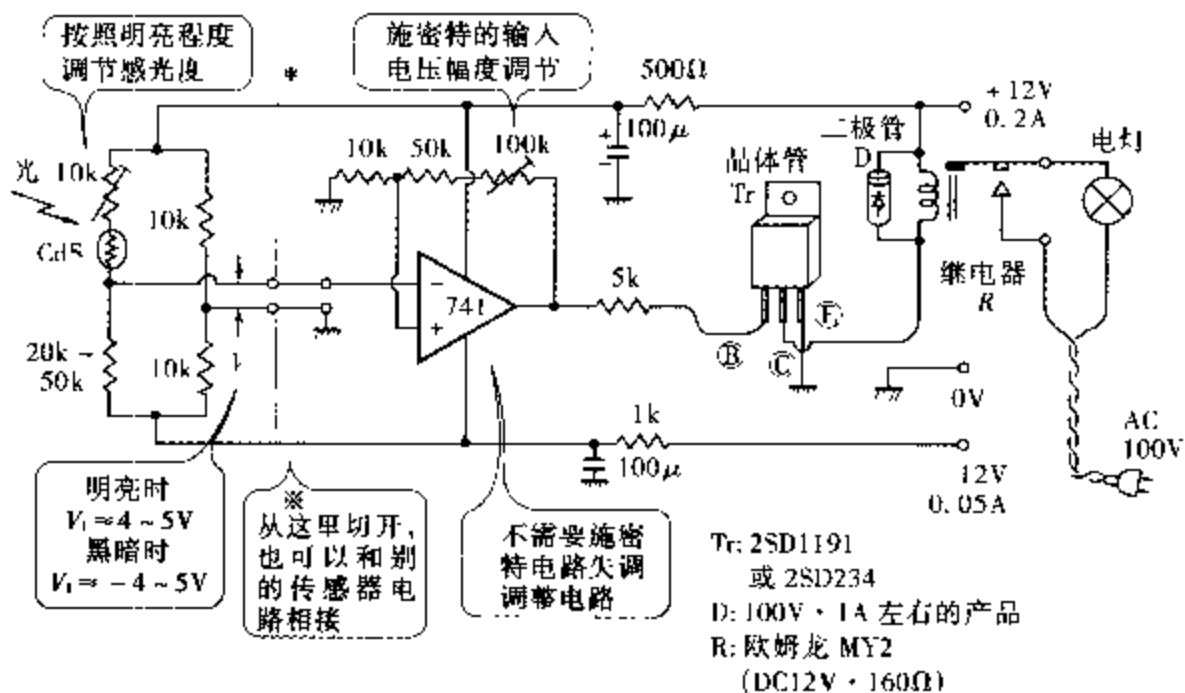 按照明亮程度
调节感光度
*
施密特的输入
电压幅度调节
500Ω
+12V
0.2A
100μ
二极管
D
电灯
10k
50k
100k
晶体管
Tr
光
10k
10k
CdS
741
5k
继电器
R
Ⓔ
Ⓑ
Ⓒ
20k~
50k
10k
0V
1k
100μ
AC
100V
12V
0.05A
明亮时
V₁≈4~5V
黑暗时
V₁≈-4~5V
※
从这里切开,
也可以和别
的传感器电
路相接
不需要施密
特电路失调
调整电路
Tr: 2SD1191
或 2SD234
D: 100V·1A 左右的产品
R: 欧姆龙 MY2
(DC12V·160Ω)